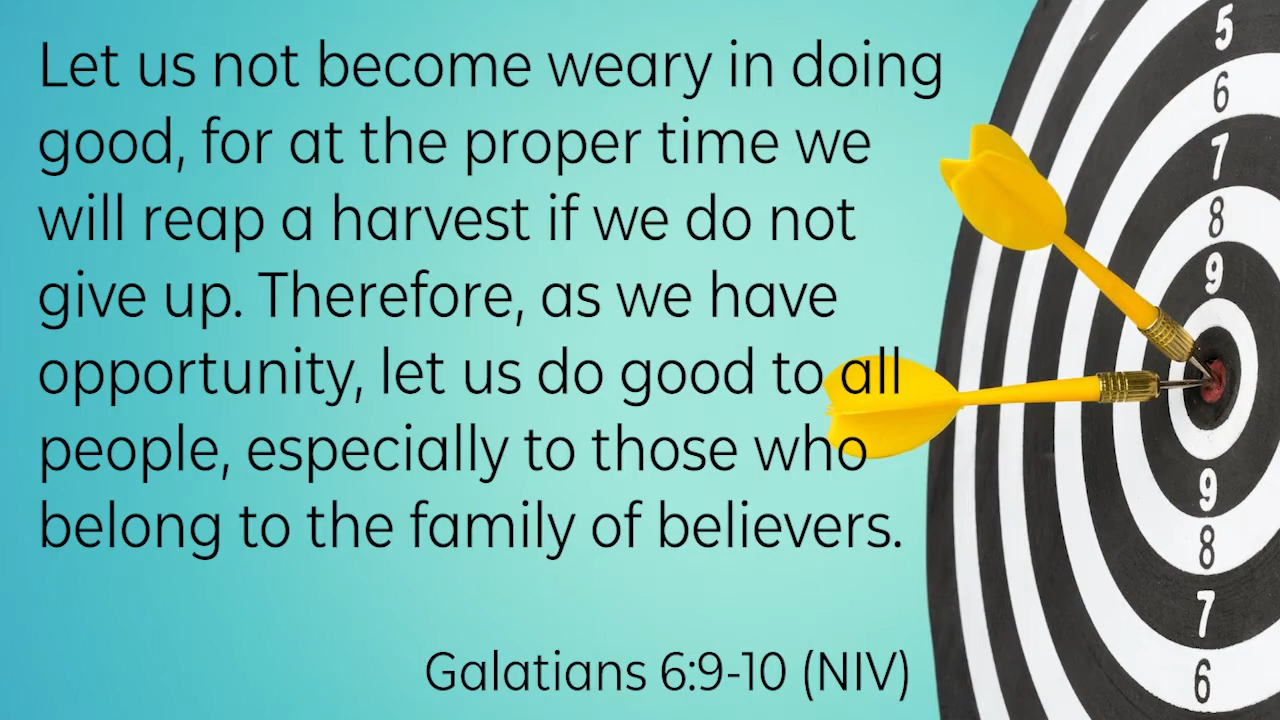 Let us not become weary in doing
good, for at the proper time we
will reap a harvest if we do not
give up. Therefore, as we have
opportunity, let us do good to all
people, especially to those who
belong to the family of believers.
Galatians 6:9-10 (NIV)
5
6
7
8
9
9
8
7
6